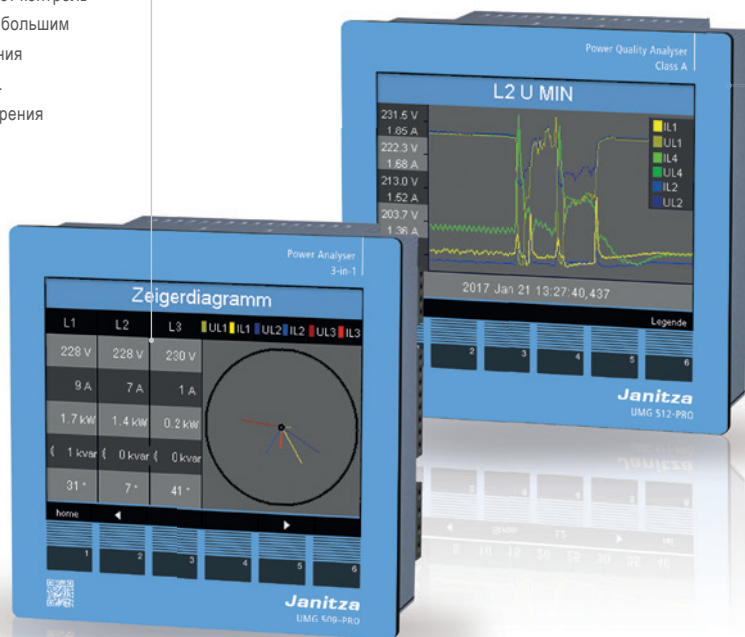 контроль
большим
ния
рения
Power Quality Analyser
Class A
L2 U MIN
231.5 V
1.85 A
222.3 V
1.68 A
213.0 V
1.52 A
203.7 V
1.36 A
IL1
UL1
IL4
UL4
IL2
UL2
2017 Jan 21 13:27:40,437
Legende
2 3 4 5 6
Janitza
UMG 512-PRO
Power Analyser
3-in-1
Zeigerdiagramm
L1 L2 L3 UL1 IL1 UL2 IL2 UL3 IL3
228 V 228 V 230 V
9 A 7 A 1 A
1.7 kW 1.4 kW 0.2 kW
( 1 kvar ( 0 kvar ( 0 kvar
31 ° 7 ° 41 °
home ◄ ►
1 2 3 4 5 6
Janitza
UMG 509-PRO